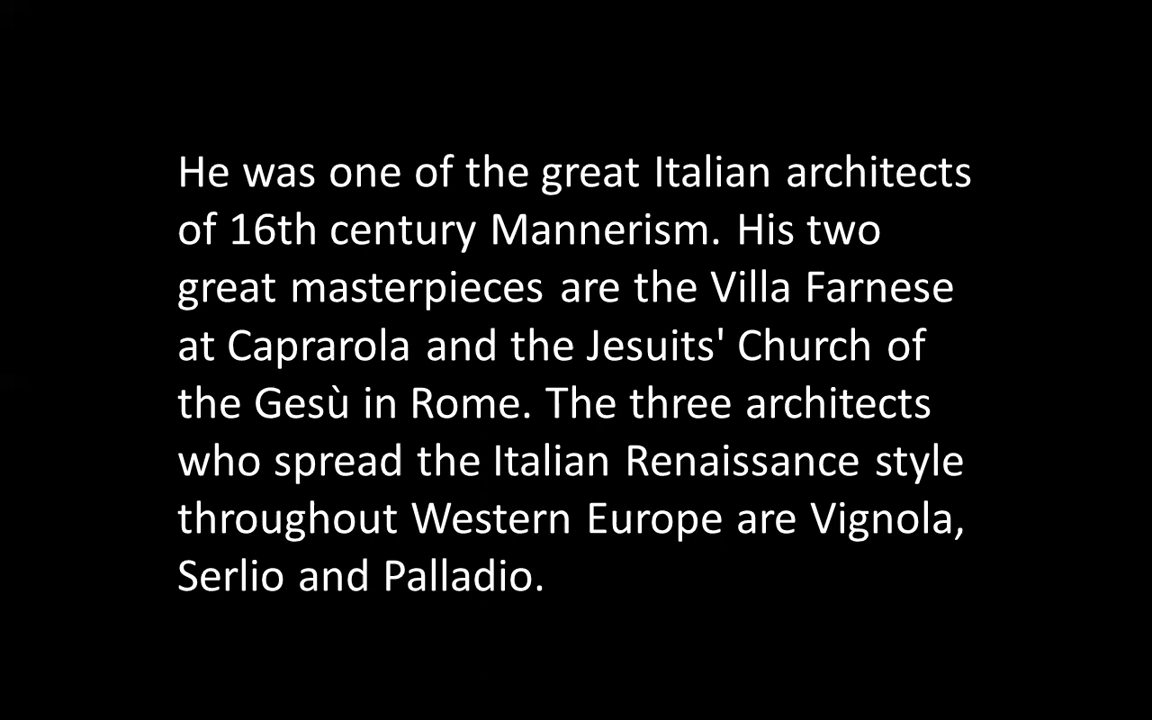 He was one of the great Italian architects
of 16th century Mannerism. His two
great masterpieces are the Villa Farnese
at Caprarola and the Jesuits' Church of
the Gesù in Rome. The three architects
who spread the Italian Renaissance style
throughout Western Europe are Vignola,
Serlio and Palladio.